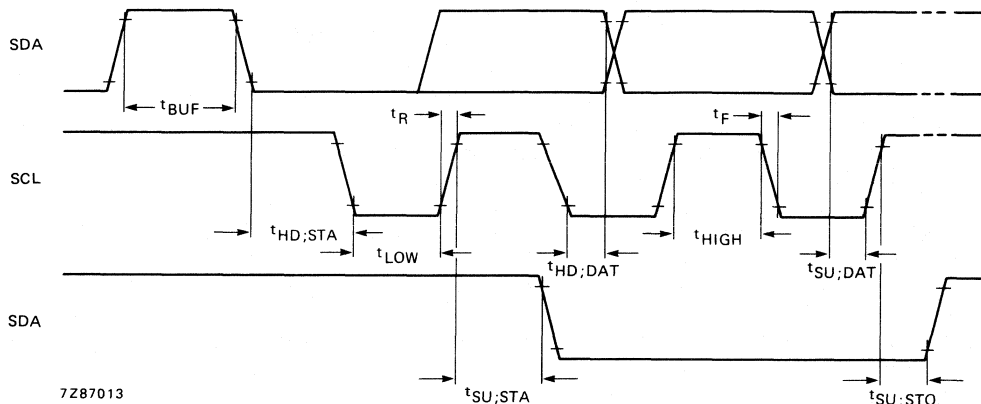 SDA
tBUF
tR
tF
SCL
tHD;STA
tLOW
tHD;DAT
tHIGH
tSU;DAT
SDA
7Z87013
tSU;STA
tSU;STO